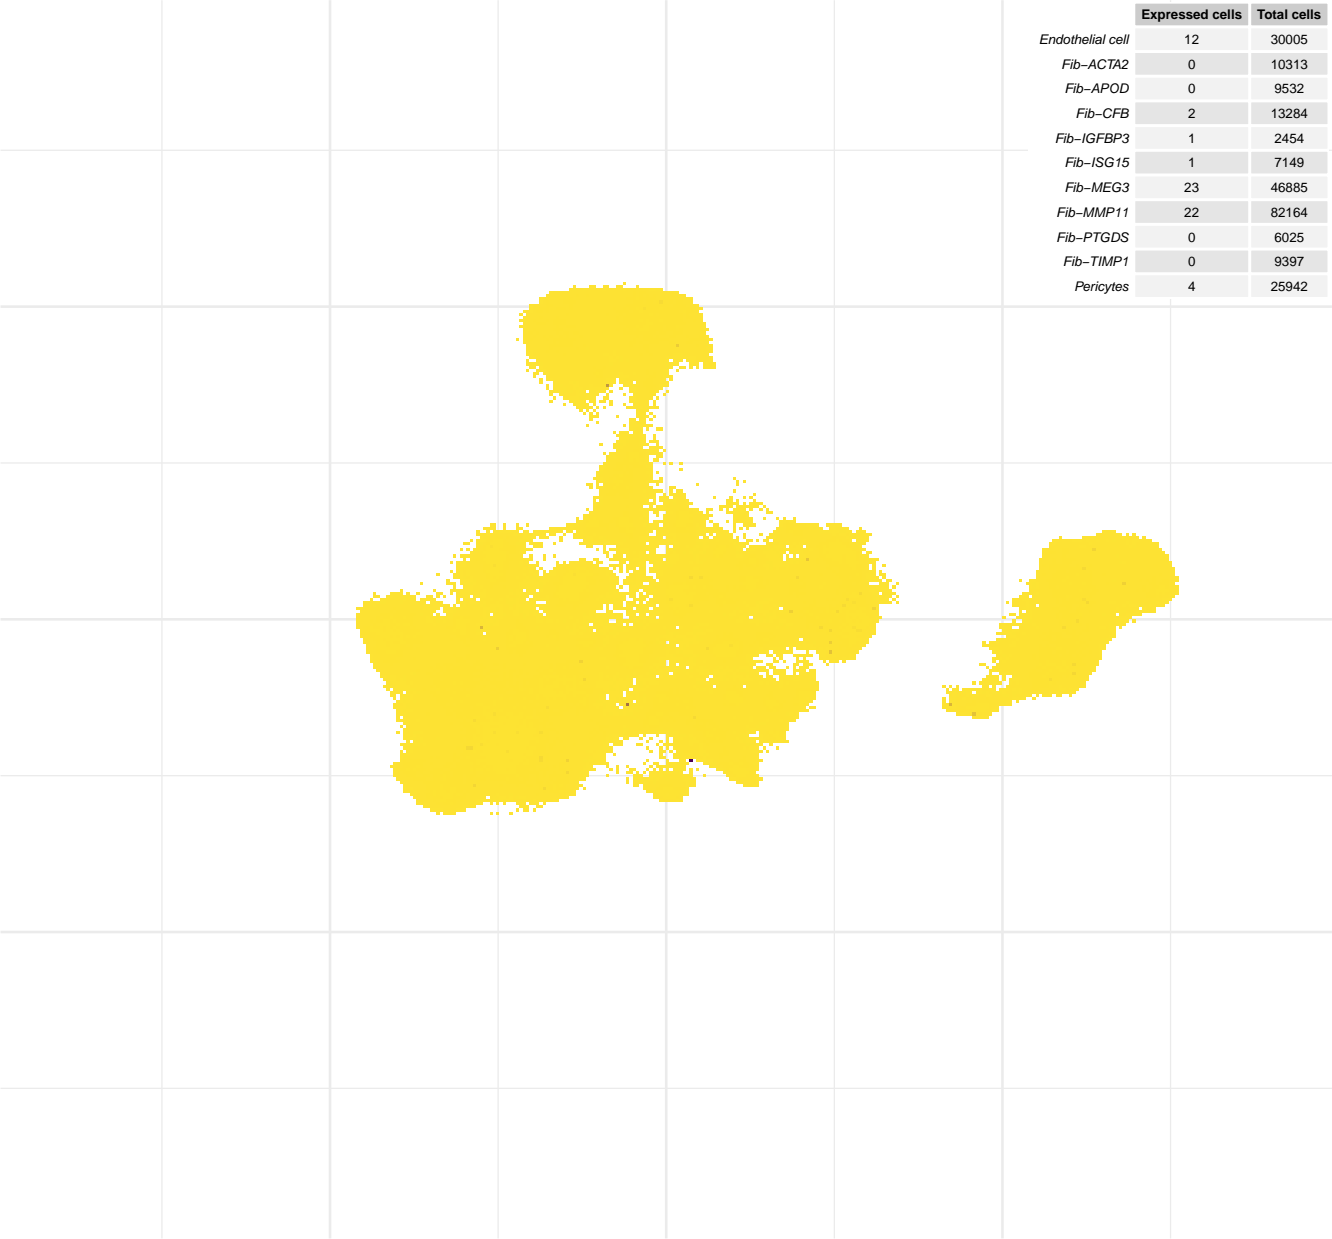 Expressed cells Total cells
Endothelial cell 12 30005
Fib−ACTA2 0 10313
Fib−APOD 0 9532
Fib−CFB 2 13284
Fib−IGFBP3 1 2454
Fib−ISG15 1 7149
Fib−MEG3 23 46885
Fib−MMP11 22 82164
Fib−PTGDS 0 6025
Fib−TIMP1 0 9397
Pericytes 4 25942